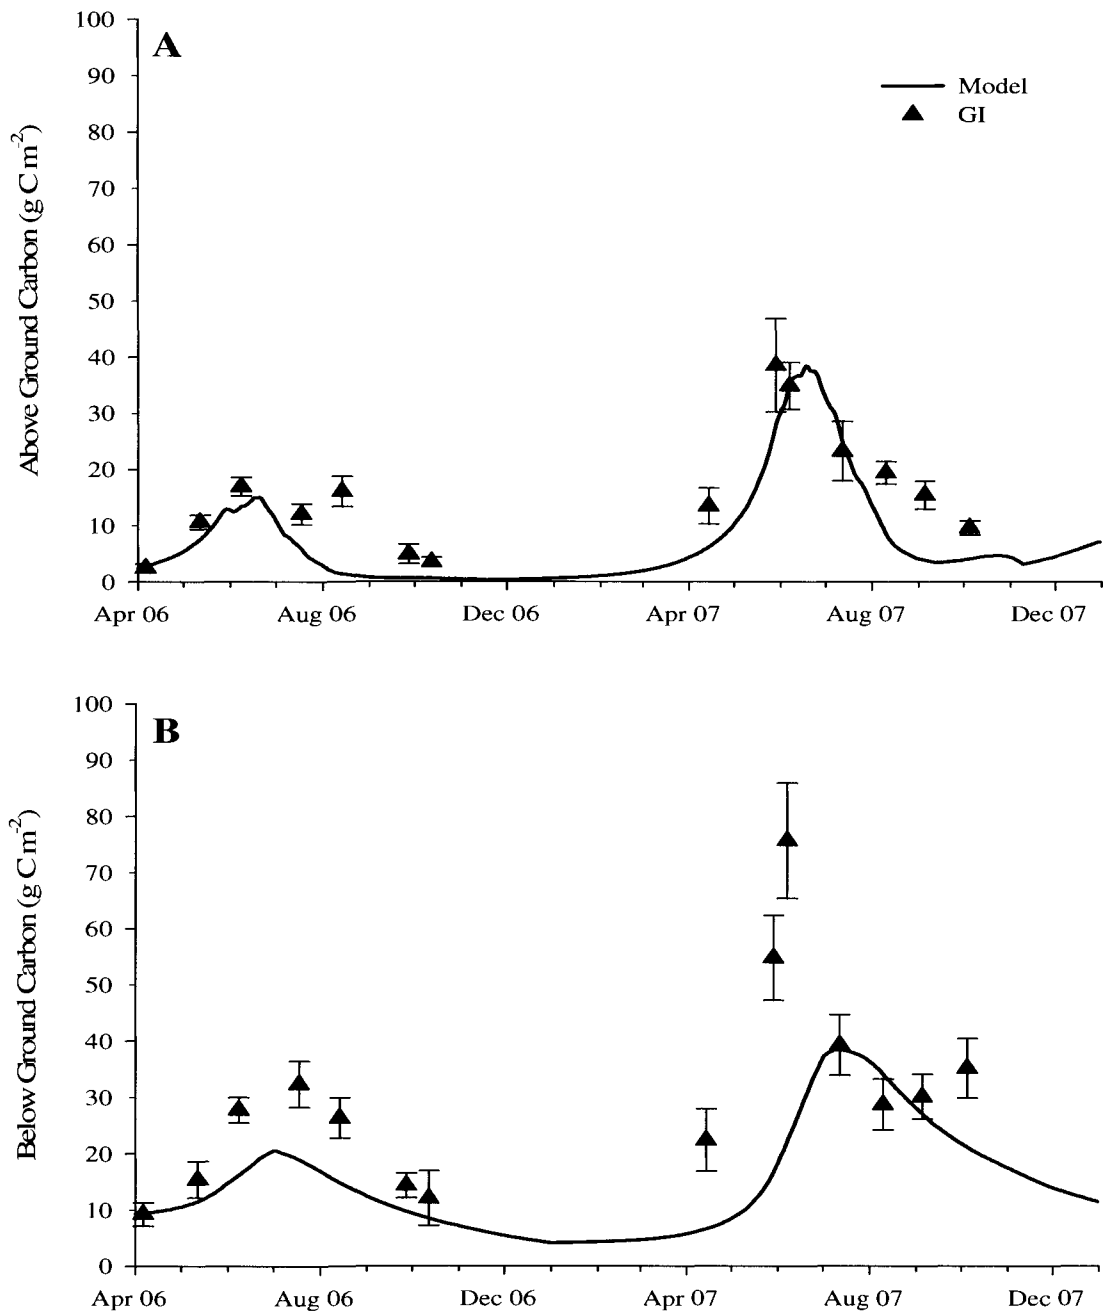 A
Model
GI
Above Ground Carbon (g C m-2)
100
90
80
70
60
50
40
30
20
10
0
Apr 06 Aug 06 Dec 06 Apr 07 Aug 07 Dec 07
B
Below Ground Carbon (g C m-2)
100
90
80
70
60
50
40
30
20
10
0
Apr 06 Aug 06 Dec 06 Apr 07 Aug 07 Dec 07